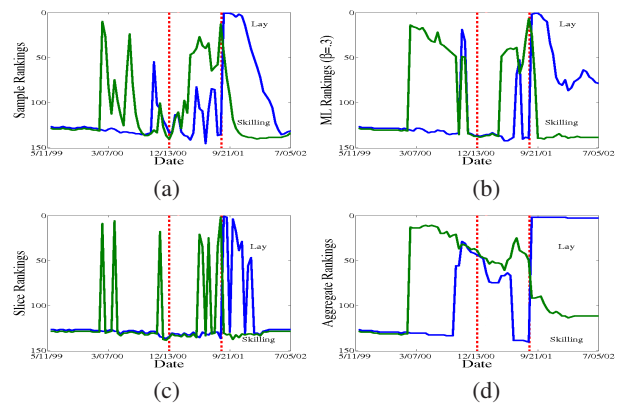 0
50
100
150
Sample Rankings
Lay
Skilling
5/11/99
3/07/00
12/13/00
9/21/01
7/05/02
Date
(a)
0
50
100
150
ML Rankings (β=.3)
Lay
Skilling
5/11/99
3/07/00
12/13/00
9/21/01
7/05/02
Date
(b)
0
50
100
150
Slice Rankings
Lay
Skilling
5/11/99
3/07/00
12/13/00
9/21/01
7/05/02
Date
(c)
0
50
100
150
Aggregate Rankings
Lay
Skilling
5/11/99
3/07/00
12/13/00
9/21/01
7/05/02
Date
(d)